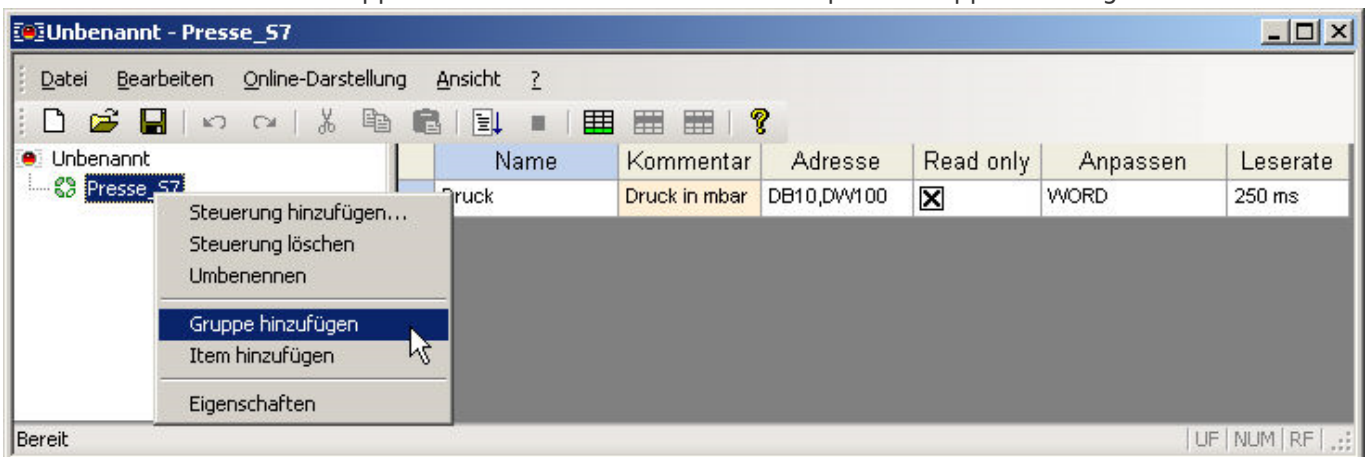 Unbenannt - Presse_S7
Datei Bearbeiten Online-Darstellung Ansicht ?
Unbenannt
Presse_S7
Name Kommentar Adresse Read only Anpassen Leserate
Druck Druck in mbar DB10,DW100 WORD 250 ms
Steuerung hinzufügen...
Steuerung löschen
Umbenennen
Gruppe hinzufügen
Item hinzufügen
Eigenschaften
Bereit UF NUM RF